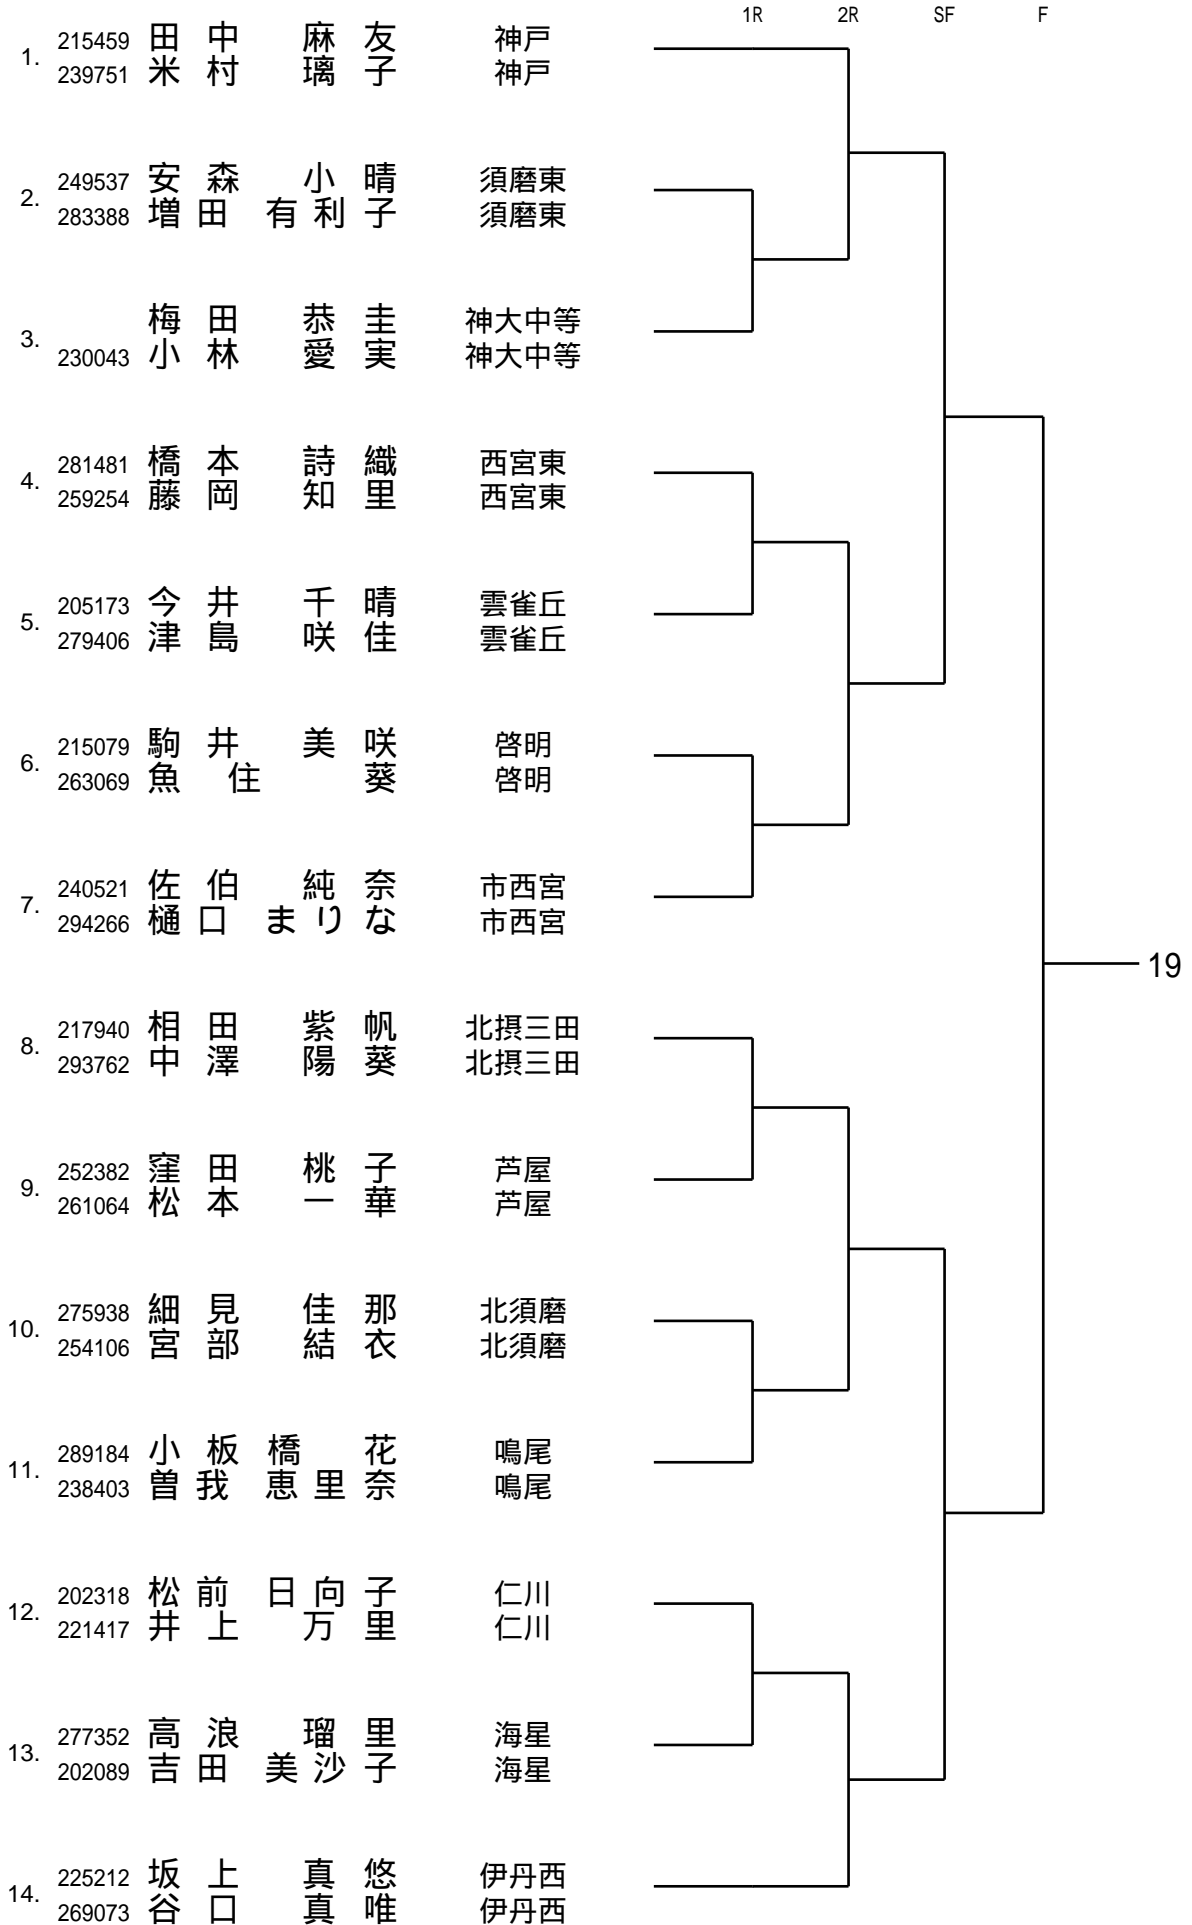 1R 2R SF F
1. 215459 田中 麻友 神戸
239751 米村 璃子 神戸
2. 249537 安森 小晴 須磨東
283388 増田 有利子 須磨東
3. 梅田 恭圭 神大中等
230043 小林 愛実 神大中等
4. 281481 橋本 詩織 西宮東
259254 藤岡 知里 西宮東
5. 205173 今井 千晴 雲雀丘
279406 津島 咲佳 雲雀丘
6. 215079 駒井 美咲 啓明
263069 魚住 葵 啓明
7. 240521 佐伯 純奈 市西宮
294266 樋口 まりな 市西宮
19
8. 217940 相田 紫帆 北摂三田
293762 中澤 陽葵 北摂三田
9. 252382 窪田 桃子 芦屋
261064 松本 一華 芦屋
10. 275938 細見 佳那 北須磨
254106 宮部 結衣 北須磨
11. 289184 小板橋 花 鳴尾
238403 曽我 恵里奈 鳴尾
12. 202318 松前 日向子 仁川
221417 井上 万里 仁川
13. 277352 高浪 瑠里 海星
202089 吉田 美沙子 海星
14. 225212 坂上 真悠 伊丹西
269073 谷口 真唯 伊丹西